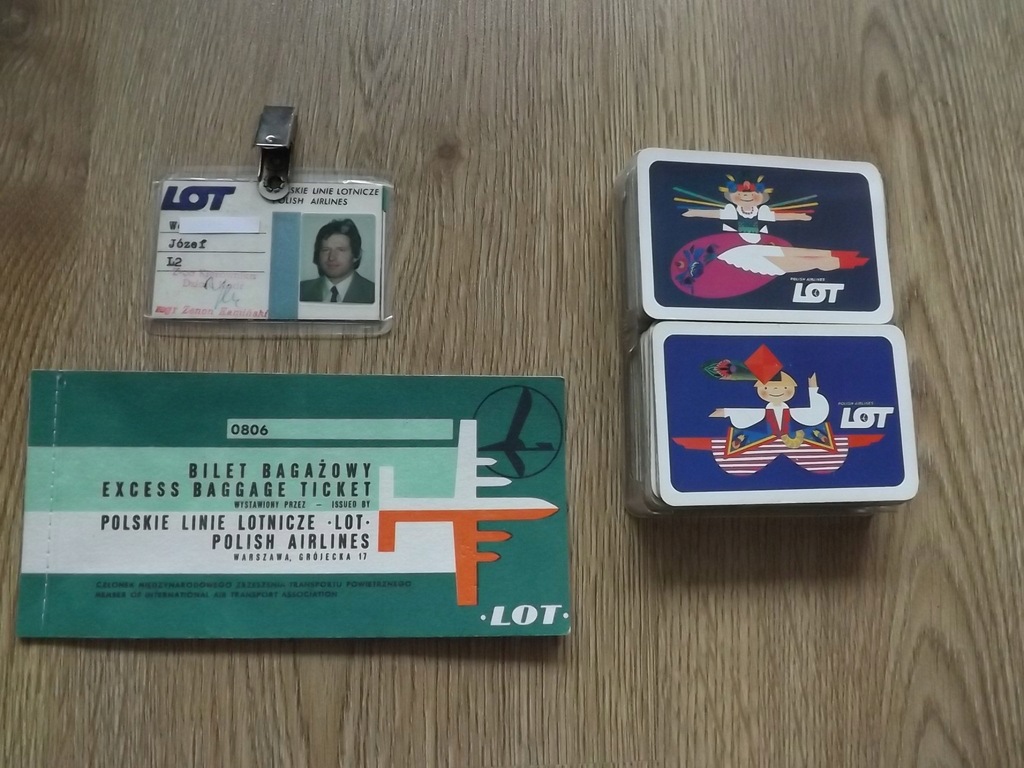 LOT
SKIE LINIE LOTNICZE
OLISH AIRLINES
W
Józef
L2
POLISH AIRLINES
LOT
POLISH AIRLINES
LOT
0806
BILET BAGAŻOWY
EXCESS BAGGAGE TICKET
WYSTAWIONY PRZEZ — ISSUED BY
POLSKIE LINIE LOTNICZE ·LOT·
POLISH AIRLINES
WARSZAWA, GRÓJECKA 17
CZŁONEK MIĘDZYNARODOWEGO ZRZESZENIA TRANSPORTU POWIETRZNEGO
MEMBER OF INTERNATIONAL AIR TRANSPORT ASSOCIATION
·LOT·